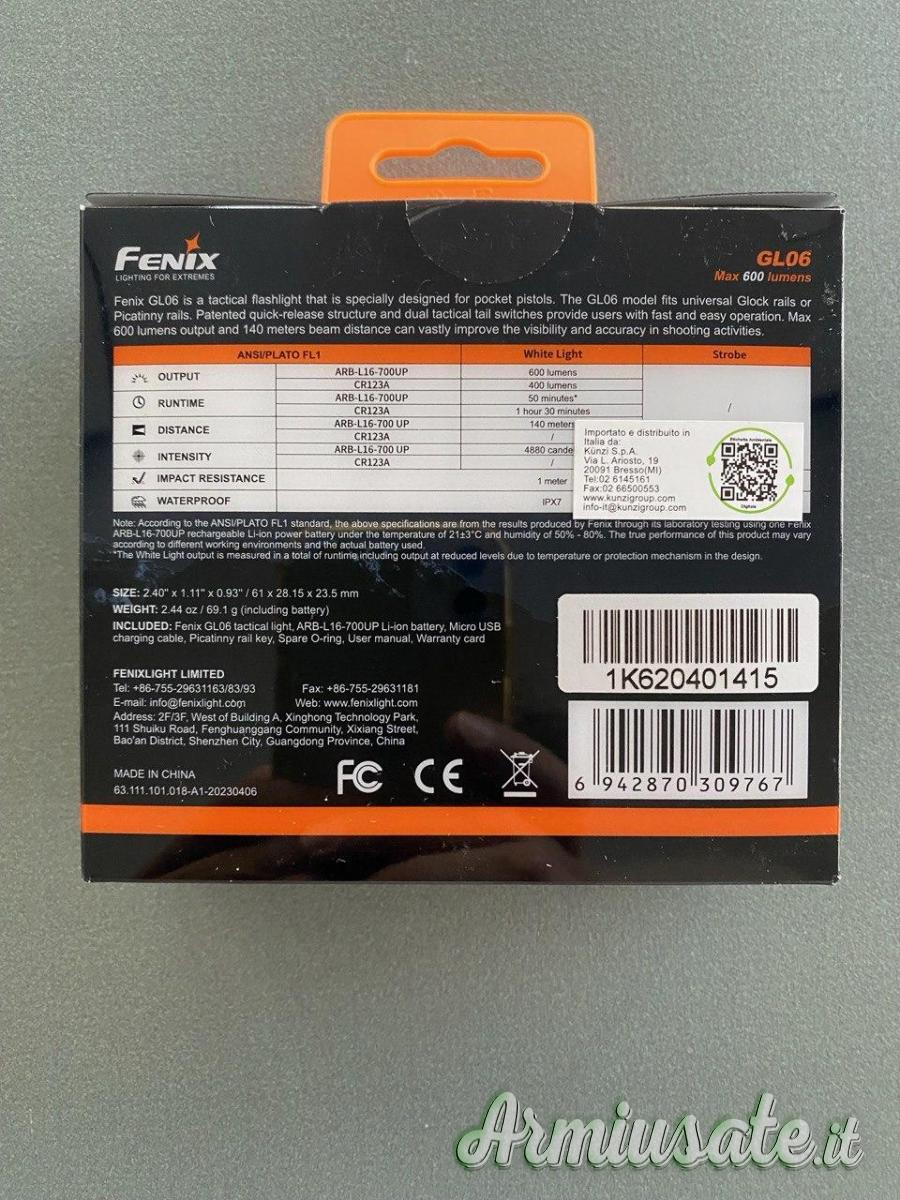 FENIX
LIGHTING FOR EXTREMES
GL06
Max 600 lumens
Fenix GL06 is a tactical flashlight that is specially designed for pocket pistols. The GL06 model fits universal Glock rails or
Picatinny rails. Patented quick-release structure and dual tactical tail switches provide users with fast and easy operation. Max
600 lumens output and 140 meters beam distance can vastly improve the visibility and accuracy in shooting activities.
ANSI/PLATO FL1 White Light Strobe
OUTPUT ARB-L16-700UP 600 lumens
CR123A 400 lumens
RUNTIME ARB-L16-700UP 50 minutes*
CR123A 1 hour 30 minutes /
DISTANCE ARB-L16-700 UP 140 meters
CR123A /
INTENSITY ARB-L16-700 UP 4880 cande
CR123A /
IMPACT RESISTANCE 1 meter
WATERPROOF IPX7
Importato e distribuito in
Italia da:
Künzi S.p.A.
Via L. Ariosto, 19
20091 Bresso(MI)
Tel:02 6145161
Fax:02 66500553
www.kunzigroup.com
info-it@kunzigroup.com
Etichetta Ambientale
Digitale
Note: According to the ANSI/PLATO FL1 standard, the above specifications are from the results produced by Fenix through its laboratory testing using one Fenix
ARB-L16-700UP rechargeable Li-ion power battery under the temperature of 21±3°C and humidity of 50% - 80%. The true performance of this product may vary
according to different working environments and the actual battery used.
*The White Light output is measured in a total of runtime including output at reduced levels due to temperature or protection mechanism in the design.
SIZE: 2.40" x 1.11" x 0.93" / 61 x 28.15 x 23.5 mm
WEIGHT: 2.44 oz / 69.1 g (including battery)
INCLUDED: Fenix GL06 tactical light, ARB-L16-700UP Li-ion battery, Micro USB
charging cable, Picatinny rail key, Spare O-ring, User manual, Warranty card
1K620401415
FENIXLIGHT LIMITED
Tel: +86-755-29631163/83/93 Fax: +86-755-29631181
E-mail: info@fenixlight.com Web: www.fenixlight.com
Address: 2F/3F, West of Building A, Xinghong Technology Park,
111 Shuiku Road, Fenghuanggang Community, Xixiang Street,
Bao'an District, Shenzhen City, Guangdong Province, China
MADE IN CHINA
63.111.101.018-A1-20230406
FC CE
6 942870 309767
Armiusate.it